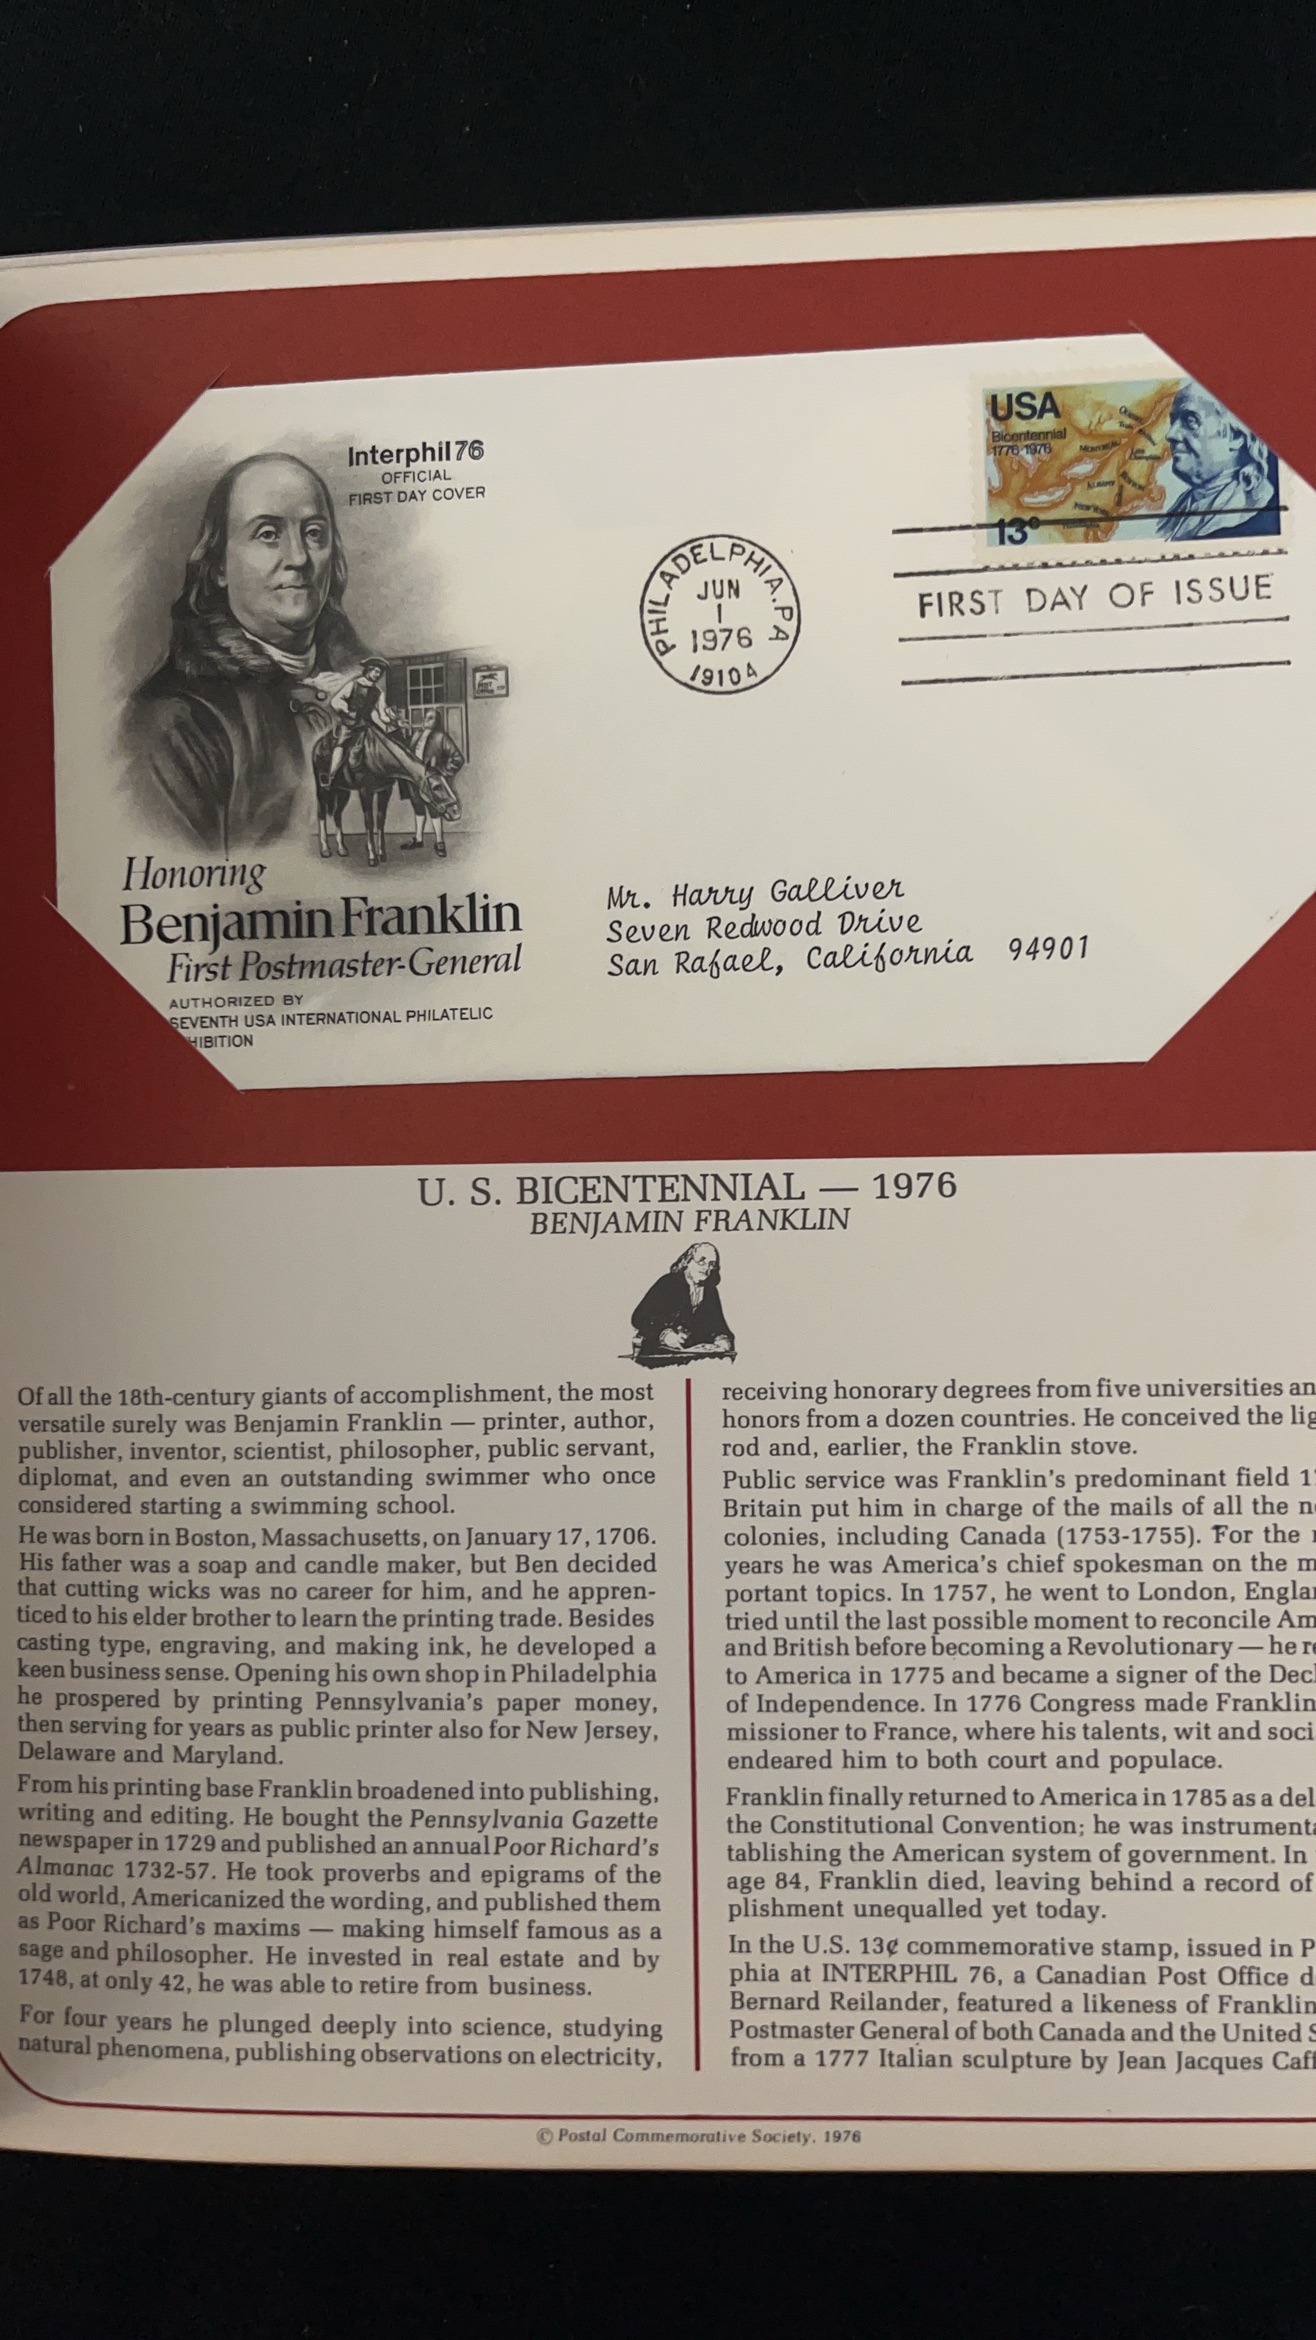 Interphil 76
OFFICIAL
FIRST DAY COVER
USA
Bicentennial
1776-1976
MONTREAL
ALBANY
BOSTON
NEW YORK
13c
PHILADELPHIA.PA
JUN
1
1976
19104
FIRST DAY OF ISSUE
POST
OFFICE
Honoring
Benjamin Franklin
First Postmaster-General
AUTHORIZED BY
SEVENTH USA INTERNATIONAL PHILATELIC
HIBITION
Mr. Harry Galliver
Seven Redwood Drive
San Rafael, California 94901
U. S. BICENTENNIAL — 1976
BENJAMIN FRANKLIN
Of all the 18th-century giants of accomplishment, the most
versatile surely was Benjamin Franklin — printer, author,
publisher, inventor, scientist, philosopher, public servant,
diplomat, and even an outstanding swimmer who once
considered starting a swimming school.
He was born in Boston, Massachusetts, on January 17, 1706.
His father was a soap and candle maker, but Ben decided
that cutting wicks was no career for him, and he appren-
ticed to his elder brother to learn the printing trade. Besides
casting type, engraving, and making ink, he developed a
keen business sense. Opening his own shop in Philadelphia
he prospered by printing Pennsylvania's paper money,
then serving for years as public printer also for New Jersey,
Delaware and Maryland.
From his printing base Franklin broadened into publishing,
writing and editing. He bought the Pennsylvania Gazette
newspaper in 1729 and published an annual Poor Richard's
Almanac 1732-57. He took proverbs and epigrams of the
old world, Americanized the wording, and published them
as Poor Richard's maxims — making himself famous as a
sage and philosopher. He invested in real estate and by
1748, at only 42, he was able to retire from business.
For four years he plunged deeply into science, studying
natural phenomena, publishing observations on electricity,
receiving honorary degrees from five universities an
honors from a dozen countries. He conceived the lig
rod and, earlier, the Franklin stove.
Public service was Franklin's predominant field 1
Britain put him in charge of the mails of all the n
colonies, including Canada (1753-1755). For the
years he was America's chief spokesman on the m
portant topics. In 1757, he went to London, Engla
tried until the last possible moment to reconcile Am
and British before becoming a Revolutionary — he r
to America in 1775 and became a signer of the Decl
of Independence. In 1776 Congress made Franklin
missioner to France, where his talents, wit and soci
endeared him to both court and populace.
Franklin finally returned to America in 1785 as a del
the Constitutional Convention; he was instrument
tablishing the American system of government. In
age 84, Franklin died, leaving behind a record of
plishment unequalled yet today.
In the U.S. 13¢ commemorative stamp, issued in P
phia at INTERPHIL 76, a Canadian Post Office d
Bernard Reilander, featured a likeness of Franklin
Postmaster General of both Canada and the United S
from a 1777 Italian sculpture by Jean Jacques Caff
© Postal Commemorative Society, 1976